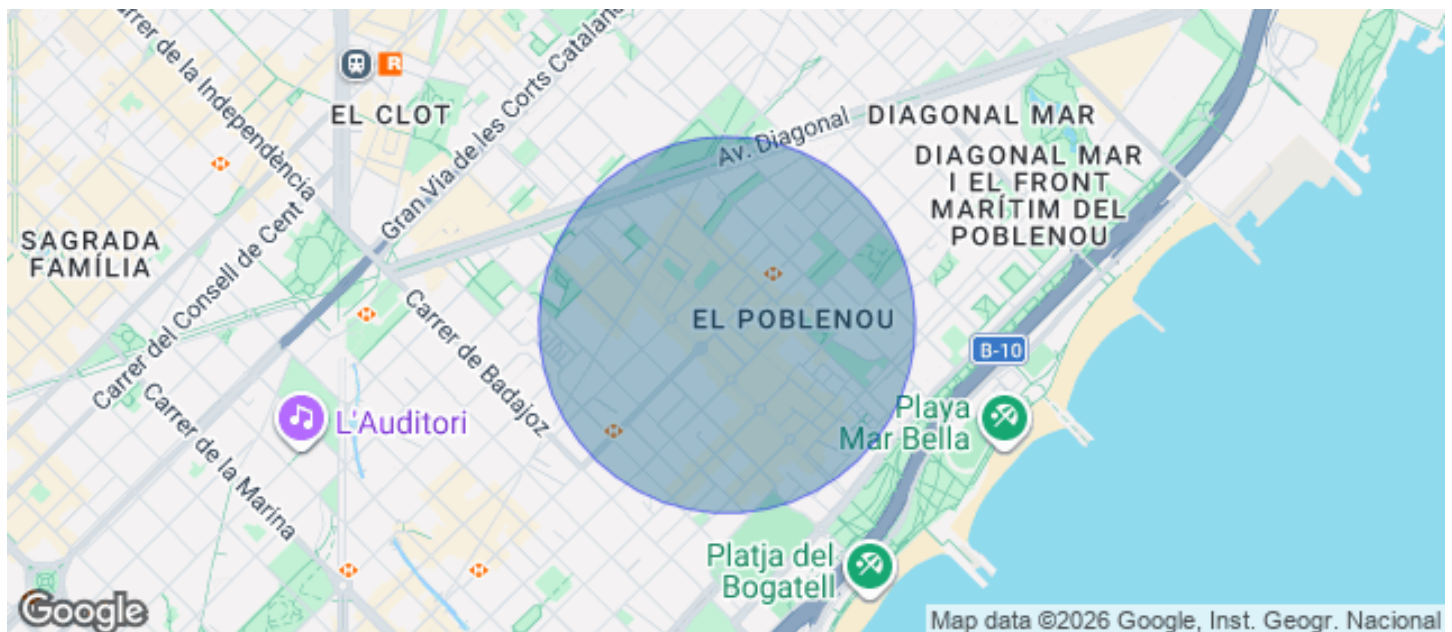 Carrer de la Independència
R
EL CLOT
Gran Via de les Corts Catalan
Av. Diagonal
DIAGONAL MAR
DIAGONAL MAR
I EL FRONT
MARÍTIM DEL
POBLENOU
SAGRADA
FAMÍLIA
Carrer del Consell de Cent
Carrer de Badajoz
EL POBLENOU
B-10
L'Auditori
Playa
Mar Bella
Carrer de la Marina
Platja del
Bogatell
Google
Map data ©2026 Google, Inst. Geogr. Nacional